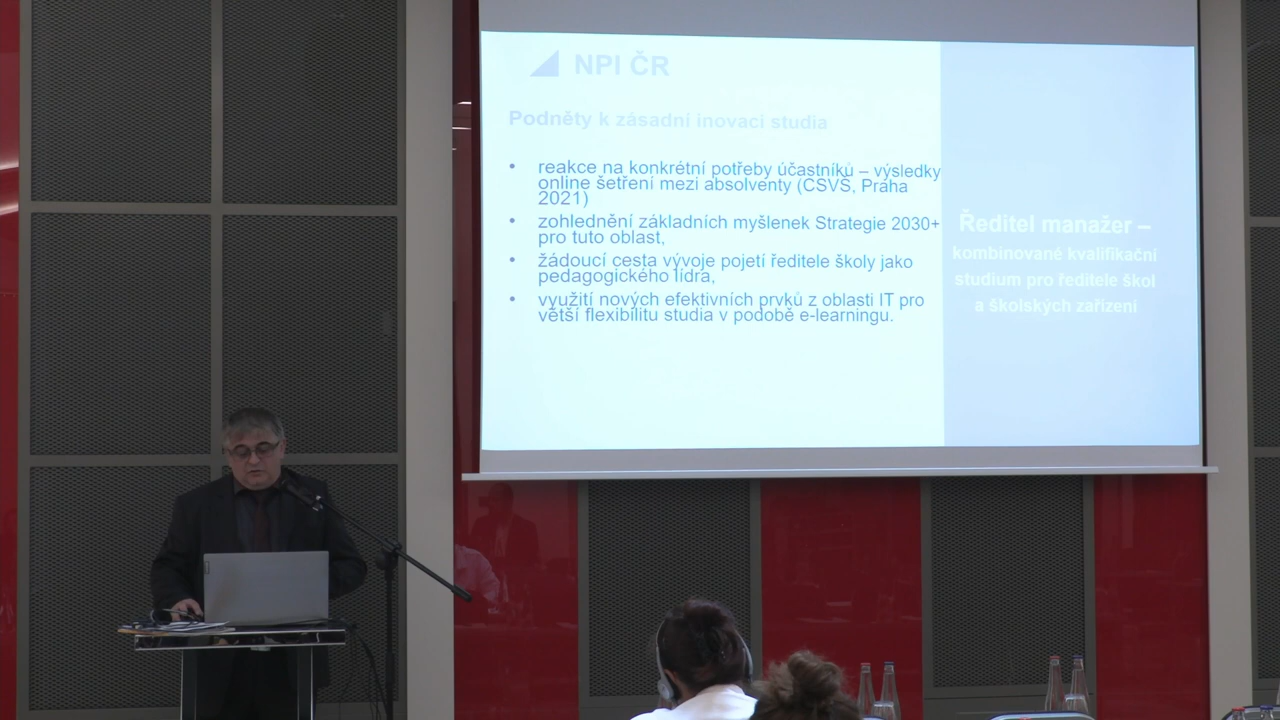 NPI ČR
Podněty k zásadní inovaci studia
• reakce na konkrétní potřeby účastníků – výsledky
online šetření mezi absolventy (CSVŠ, Praha
2021)
• zohlednění základních myšlenek Strategie 2030+
pro tuto oblast,
• žádoucí cesta vývoje pojetí ředitele školy jako
pedagogického lídra,
• využití nových efektivních prvků z oblasti IT pro
větší flexibilitu studia v podobě e-learningu.
Ředitel manažer –
kombinované kvalifikační
studium pro ředitele škol
a školských zařízení